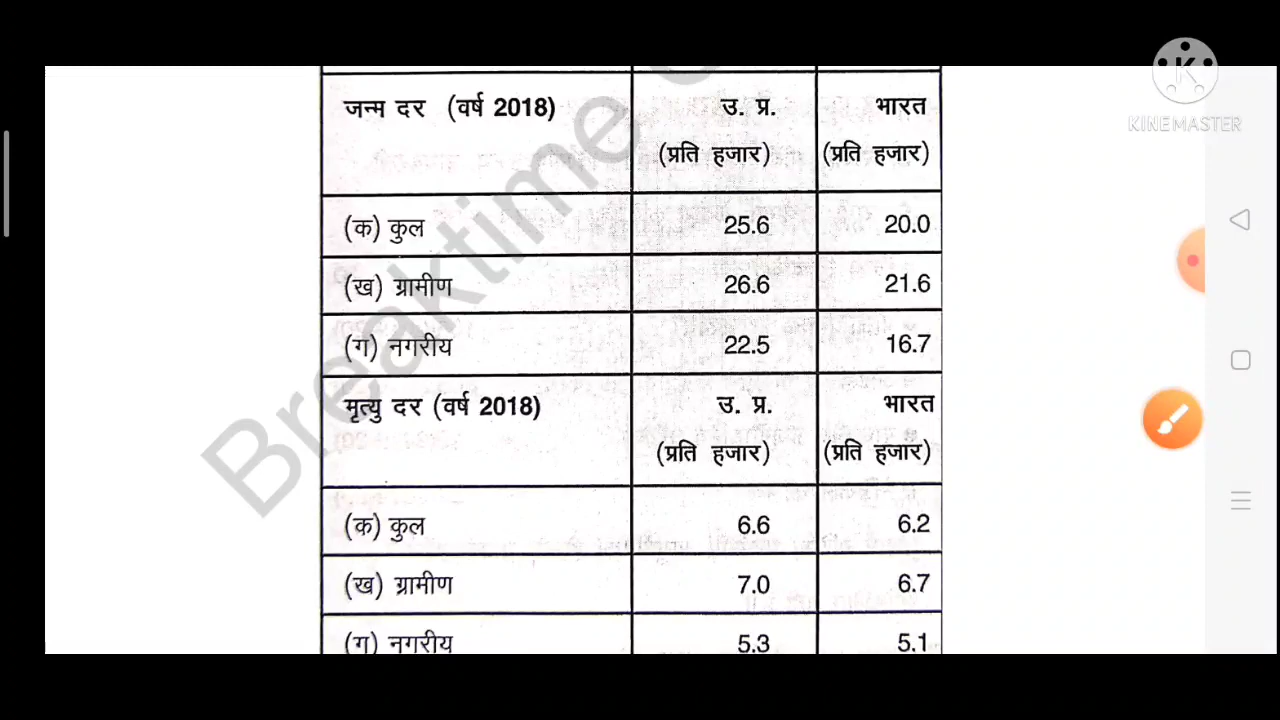 KINEMASTER
जन्म दर (वर्ष 2018) उ. प्र. भारत
(प्रति हजार) (प्रति हजार)
(क) कुल 25.6 20.0
(ख) ग्रामीण 26.6 21.6
(ग) नगरीय 22.5 16.7
मृत्यु दर (वर्ष 2018) उ. प्र. भारत
(प्रति हजार) (प्रति हजार)
(क) कुल 6.6 6.2
(ख) ग्रामीण 7.0 6.7
(ग) नगरीय 5.3 5.1
Breaktime